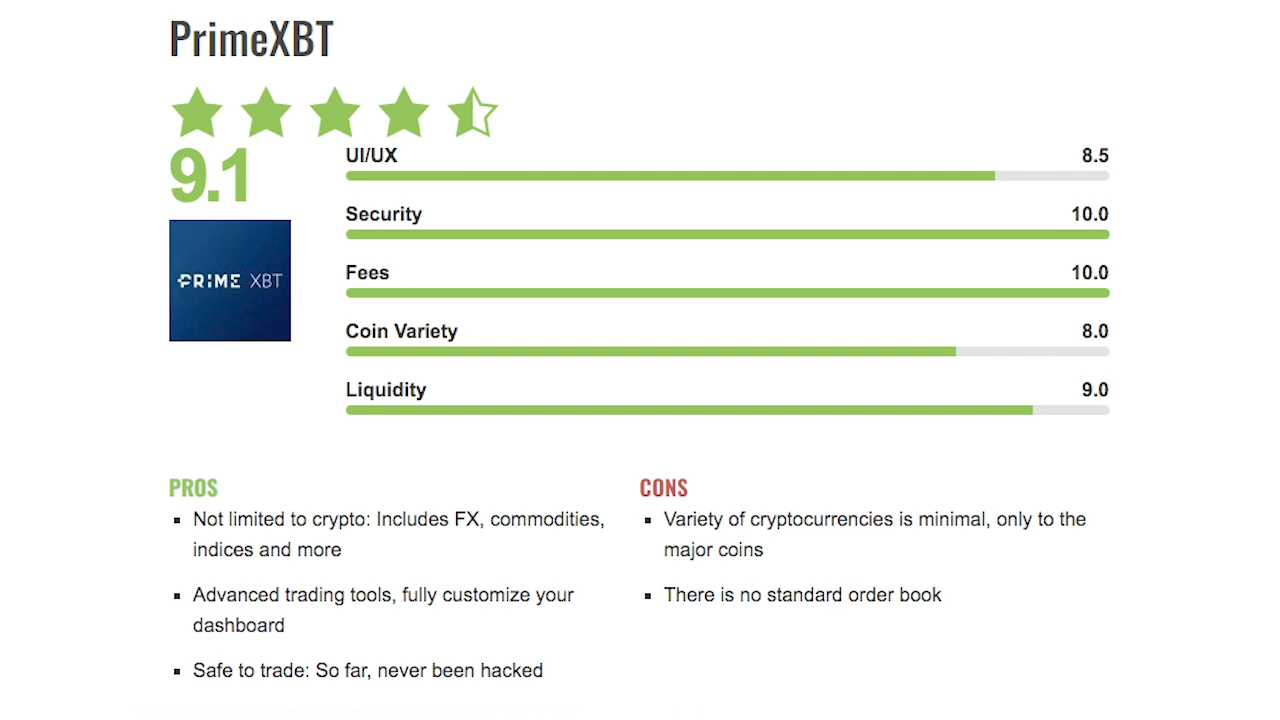 PrimeXBT
9.1
PRIME XBT
UI/UX 8.5
Security 10.0
Fees 10.0
Coin Variety 8.0
Liquidity 9.0
PROS
Not limited to crypto: Includes FX, commodities,
indices and more
Advanced trading tools, fully customize your
dashboard
Safe to trade: So far, never been hacked
CONS
Variety of cryptocurrencies is minimal, only to the
major coins
There is no standard order book